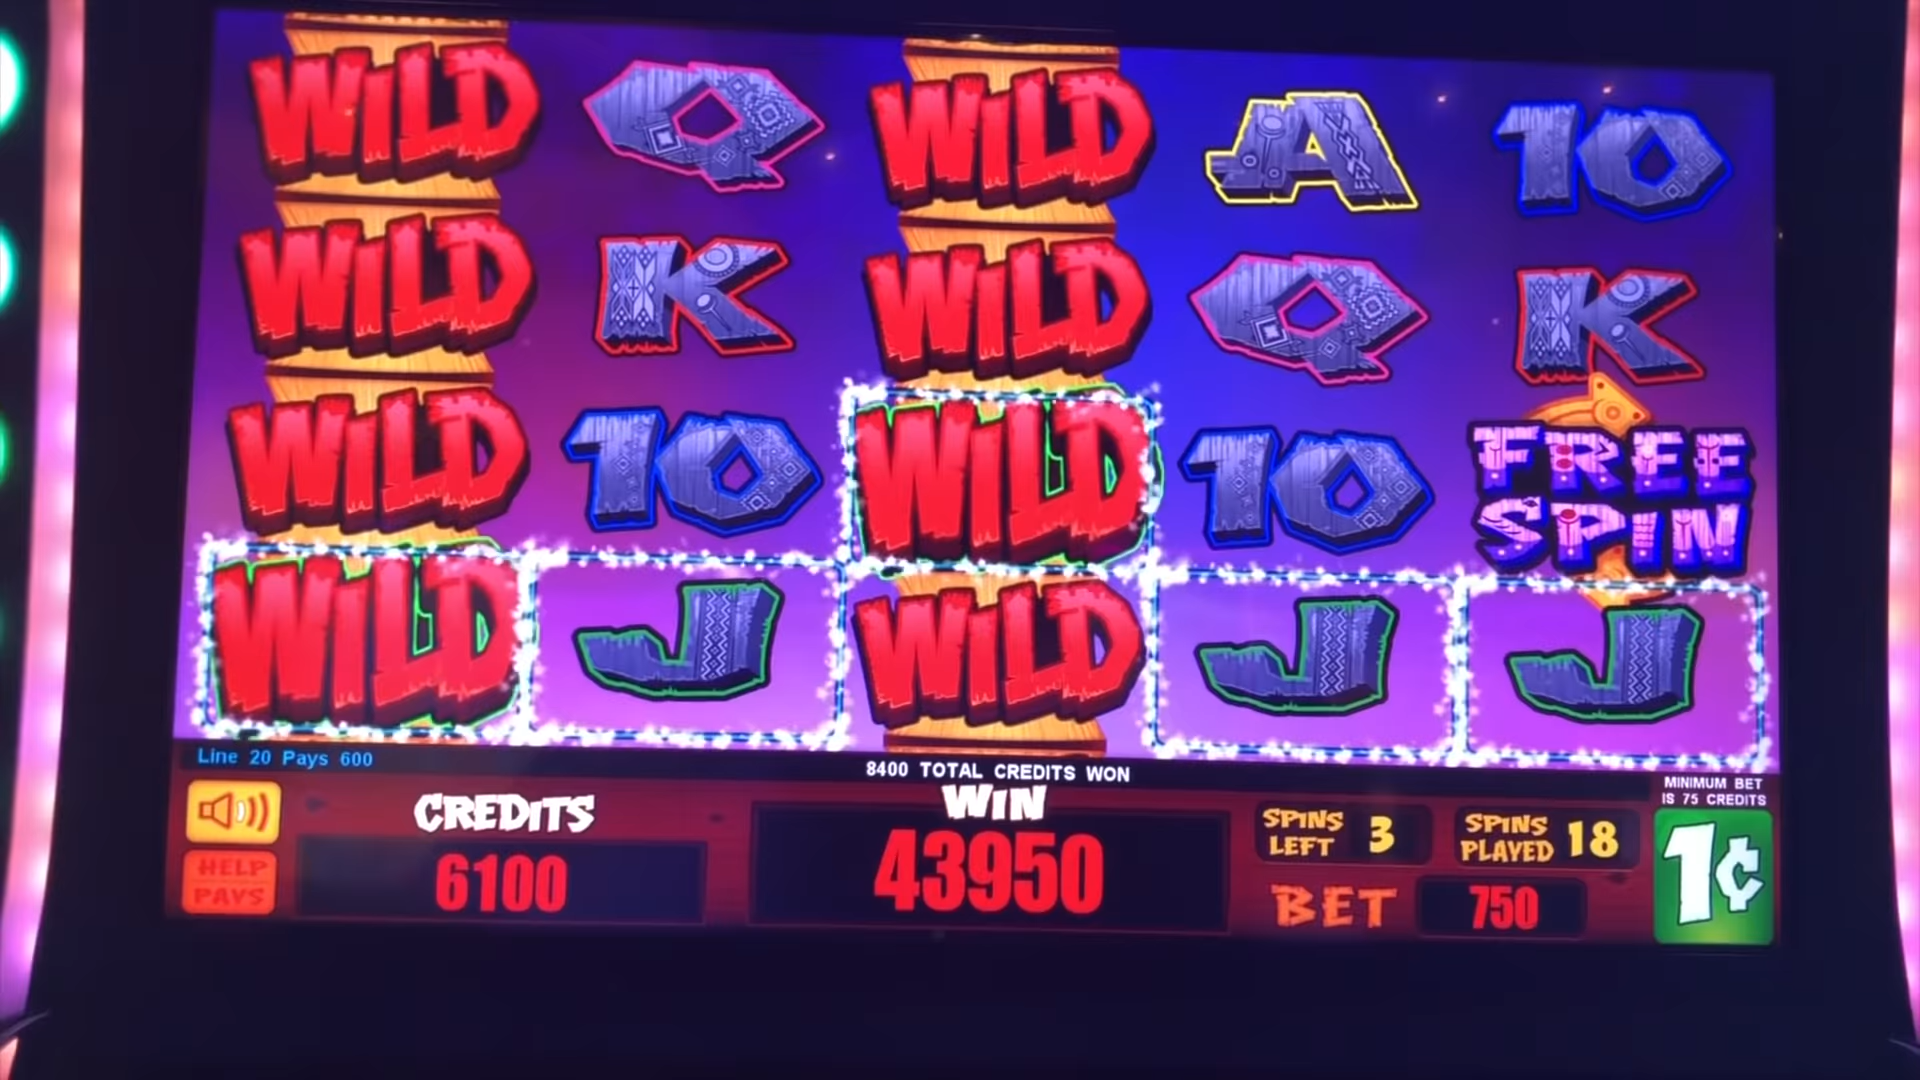 WILD Q WILD A 10
WILD K WILD Q K
WILD 10 WILD 10 FREE SPIN
WILD J WILD J J
Line 20 Pays 600
8400 TOTAL CREDITS WON
MINIMUM BET
IS 75 CREDITS
CREDITS
6100
WIN
43950
SPINS LEFT 3
SPINS PLAYED 18
BET 750
1¢
HELP
PAYS